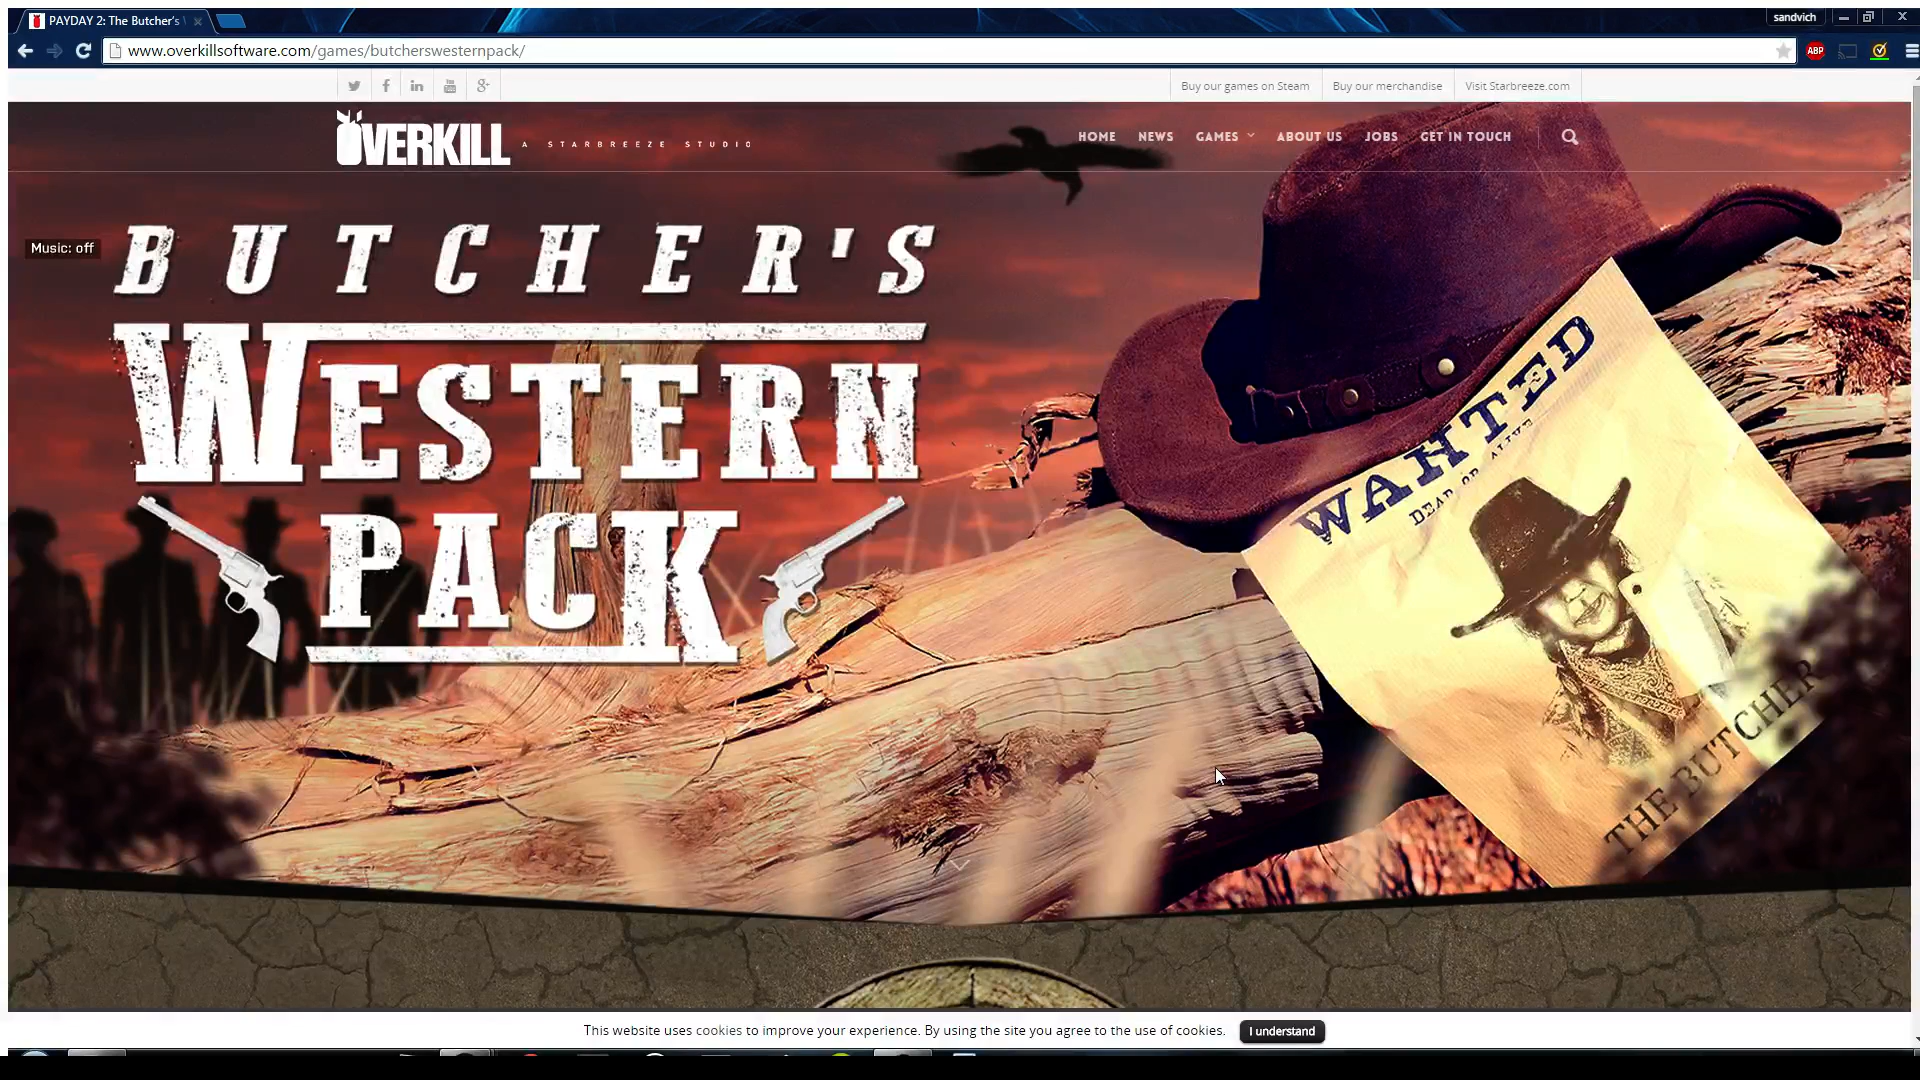 PAYDAY 2: The Butcher's
sandvich
www.overkillsoftware.com/games/butcherswesternpack/
ABP
Buy our games on Steam
Buy our merchandise
Visit Starbreeze.com
OVERKILL
A STARBREEZE STUDIO
HOME
NEWS
GAMES
ABOUT US
JOBS
GET IN TOUCH
Music: off
BUTCHER'S
WESTERN
PACK
WANTED
DEAD OR ALIVE
THE BUTCHER
This website uses cookies to improve your experience. By using the site you agree to the use of cookies.
I understand